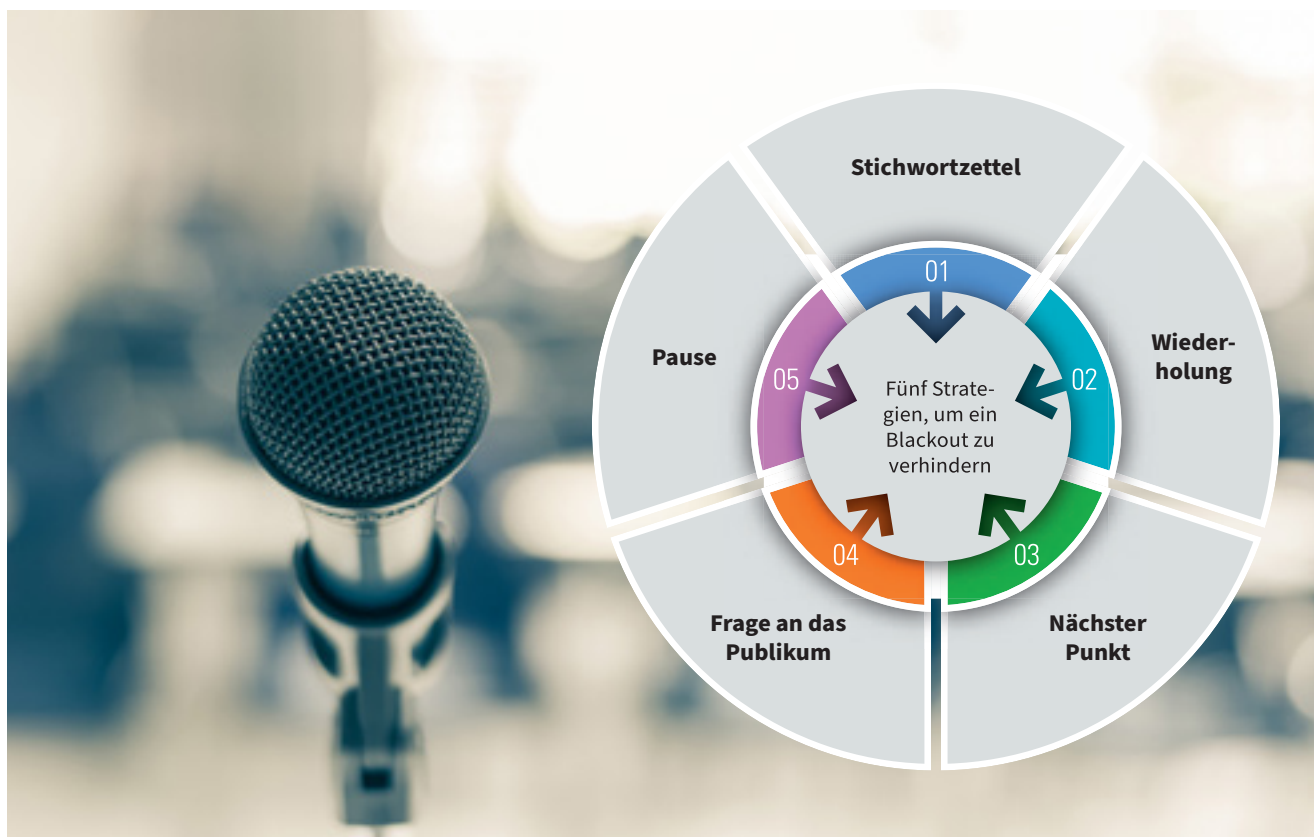 Stichwortzettel
01
Wieder-
holung
02
Nächster
Punkt
03
Frage an das
Publikum
04
Pause
05
Fünf Strate-
gien, um ein
Blackout zu
verhindern